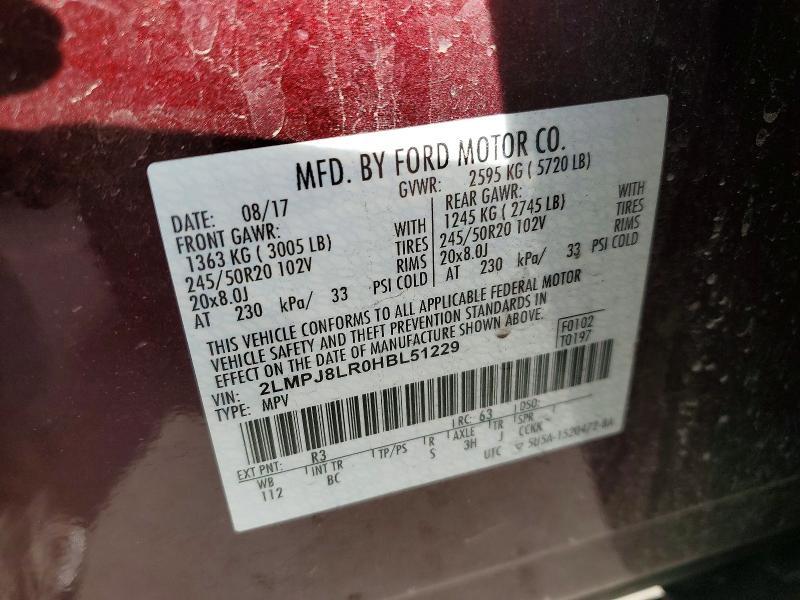 MFD. BY FORD MOTOR CO.
DATE: 08/17 GVWR: 2595 KG ( 5720 LB)
FRONT GAWR: WITH REAR GAWR: WITH
1363 KG ( 3005 LB) TIRES 1245 KG ( 2745 LB) TIRES
245/50R20 102V RIMS 245/50R20 102V RIMS
20x8.0J 20x8.0J
AT 230 kPa/ 33 PSI COLD AT 230 kPa/ 33 PSI COLD
THIS VEHICLE CONFORMS TO ALL APPLICABLE FEDERAL MOTOR
VEHICLE SAFETY AND THEFT PREVENTION STANDARDS IN
EFFECT ON THE DATE OF MANUFACTURE SHOWN ABOVE.
F0102
T0197
VIN: 2LMPJ8LR0HBL51229
TYPE: MPV
EXT PNT: R3 RC: 63 DSO:
WB INT TR TP/PS R AXLE TR SPR
112 BC S 3H J CCKK
UTC 5U5A-1520472-BA